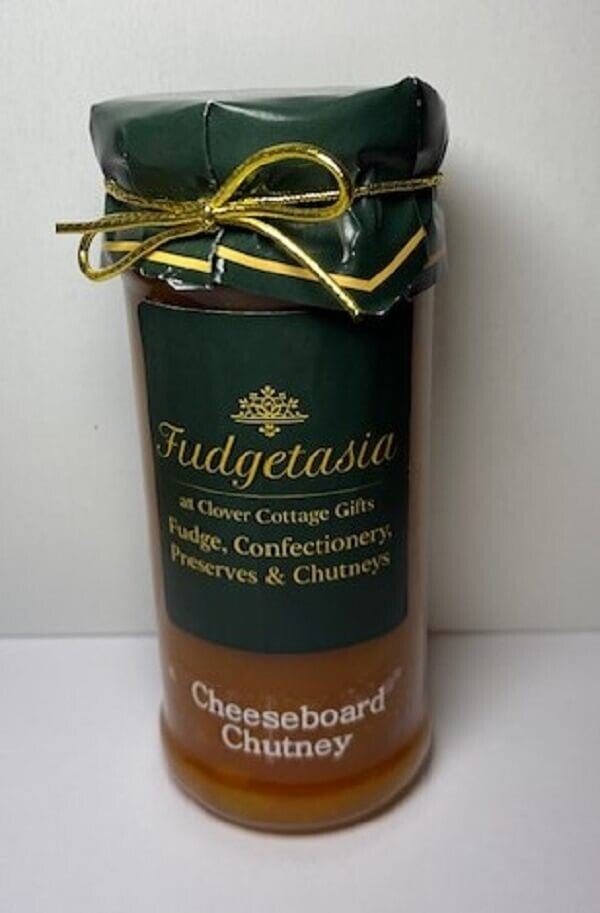 Fudgetasia
at Clover Cottage Gifts
Fudge, Confectionery,
Preserves & Chutneys
Cheeseboard
Chutney